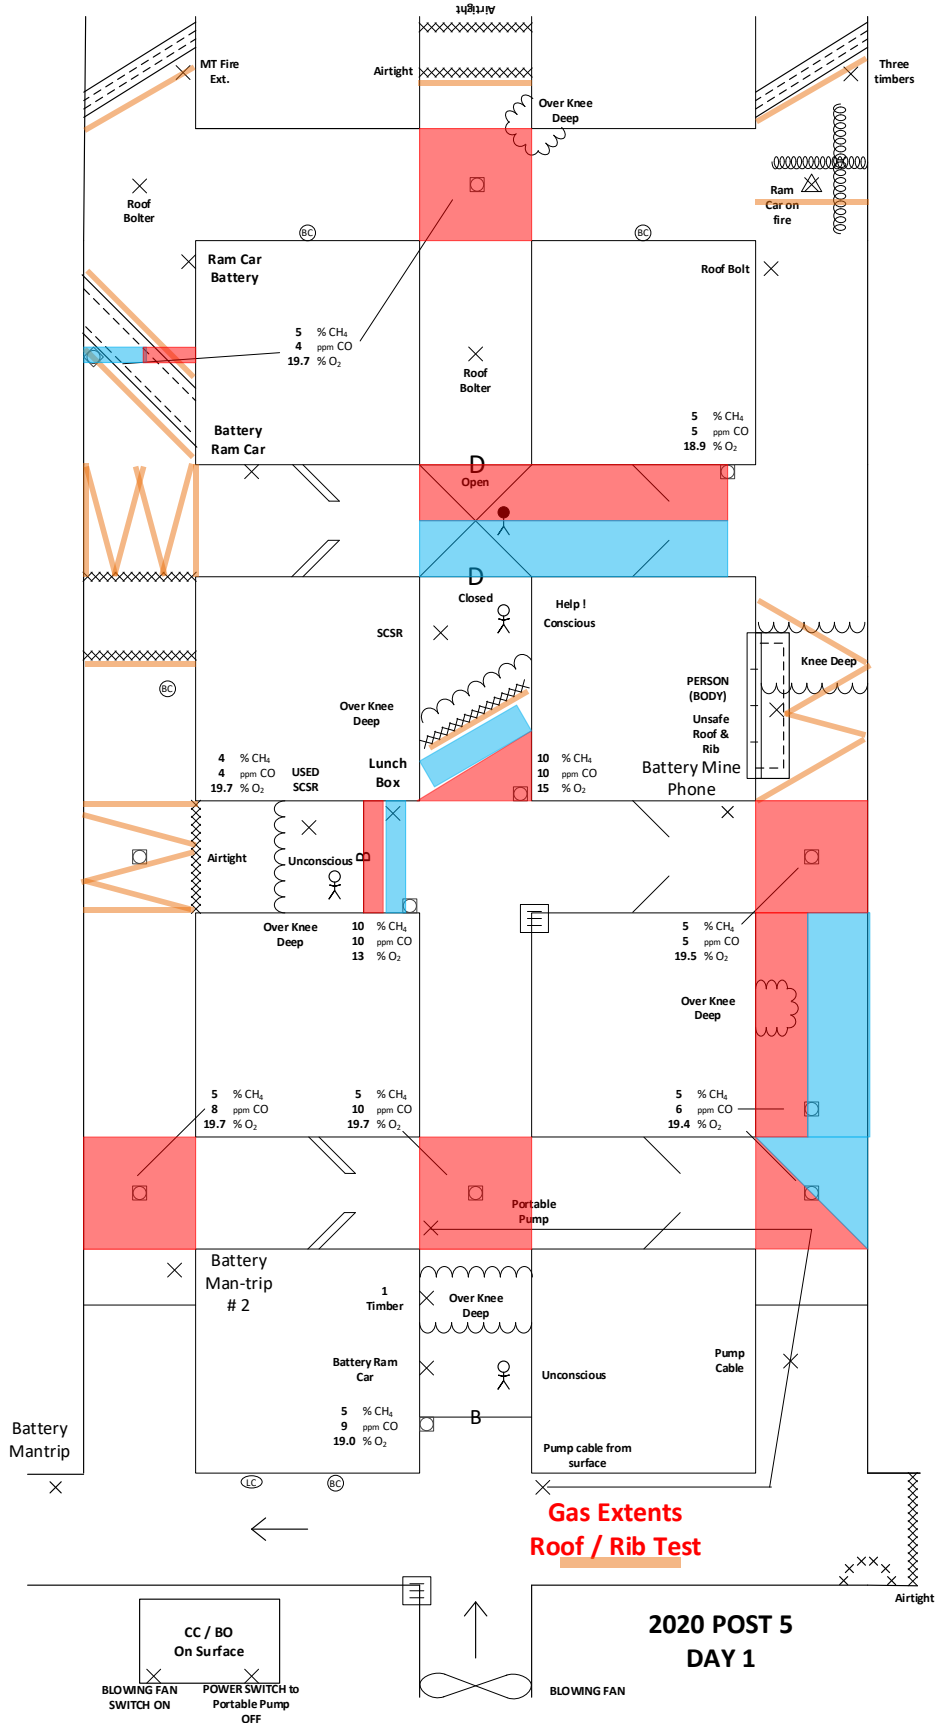 Airtight
MT Fire
Ext.
Airtight
Three
timbers
Over Knee
Deep
Roof
Bolter
Ram
Car on
fire
BC
BC
Ram Car
Battery
Roof Bolt
5 % CH₄
4 ppm CO
19.7 % O₂
Roof
Bolter
Battery
Ram Car
5 % CH₄
5 ppm CO
18.9 % O₂
D
Open
D
Closed
Help !
Conscious
SCSR
Knee Deep
BC
PERSON
(BODY)
Over Knee
Deep
Unsafe
Roof &
Rib
4 % CH₄
4 ppm CO
19.7 % O₂
USED
SCSR
Lunch
Box
10 % CH₄
10 ppm CO
15 % O₂
Battery Mine
Phone
Airtight
Unconscious
B
Over Knee
Deep
10 % CH₄
10 ppm CO
13 % O₂
5 % CH₄
5 ppm CO
19.5 % O₂
Over Knee
Deep
5 % CH₄
8 ppm CO
19.7 % O₂
5 % CH₄
10 ppm CO
19.7 % O₂
5 % CH₄
6 ppm CO
19.4 % O₂
Portable
Pump
Battery
Man-trip
# 2
1
Timber
Over Knee
Deep
Battery Ram
Car
Unconscious
Pump
Cable
5 % CH₄
9 ppm CO
19.0 % O₂
B
Battery
Mantrip
Pump cable from
surface
LC
BC
Gas Extents
Roof / Rib Test
Airtight
CC / BO
On Surface
2020 POST 5
DAY 1
BLOWING FAN
SWITCH ON
POWER SWITCH to
Portable Pump
OFF
BLOWING FAN